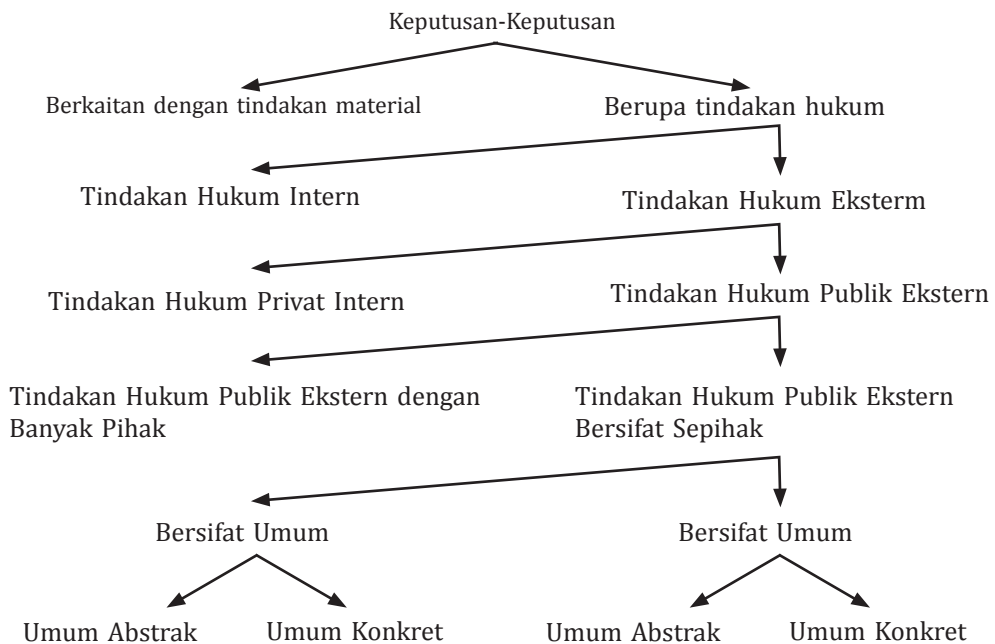 Keputusan-Keputusan
Berkaitan dengan tindakan material
Berupa tindakan hukum
Tindakan Hukum Intern
Tindakan Hukum Eksterm
Tindakan Hukum Privat Intern
Tindakan Hukum Publik Ekstern
Tindakan Hukum Publik Ekstern dengan
Banyak Pihak
Tindakan Hukum Publik Ekstern
Bersifat Sepihak
Bersifat Umum
Bersifat Umum
Umum Abstrak
Umum Konkret
Umum Abstrak
Umum Konkret